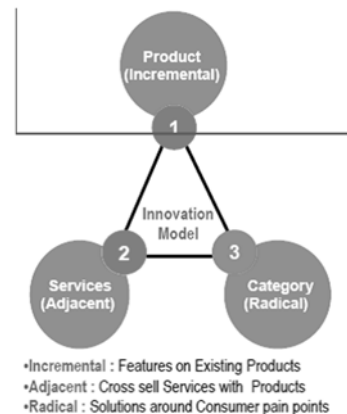 Product
(Incremental)
1
Innovation
Model
2
3
Services
(Adjacent)
Category
(Radical)
•Incremental : Features on Existing Products
•Adjacent : Cross sell Services with Products
•Radical : Solutions around Consumer pain points